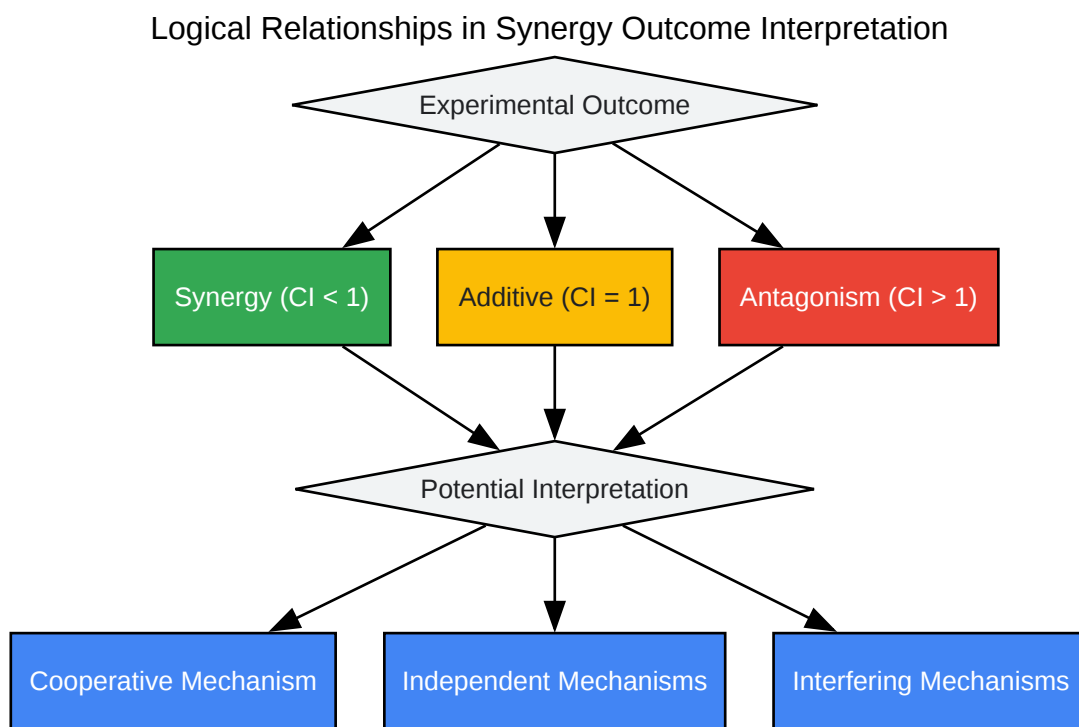 Logical Relationships in Synergy Outcome Interpretation
Experimental Outcome
Synergy (CI < 1)
Additive (CI = 1)
Antagonism (CI > 1)
Potential Interpretation
Cooperative Mechanism
Independent Mechanisms
Interfering Mechanisms